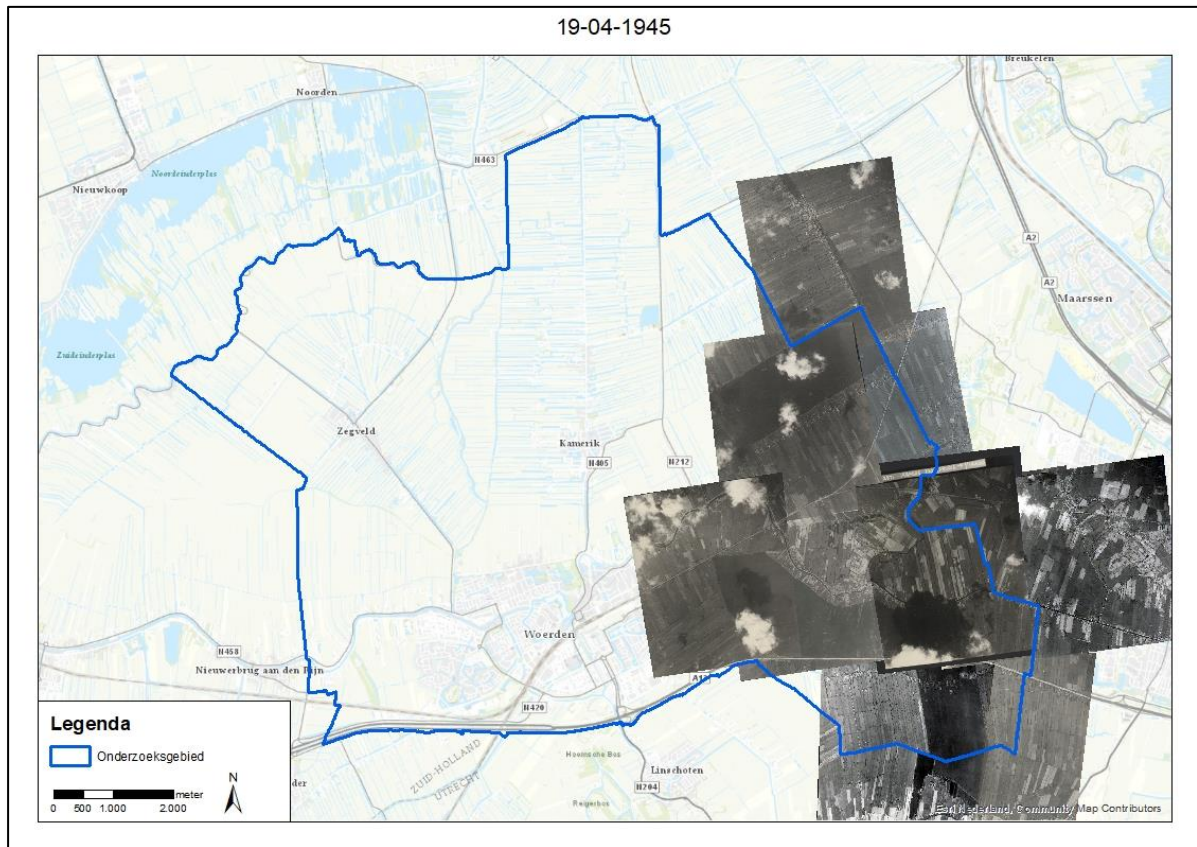 19-04-1945
Breukelen
Noorden
N463
Noordeinderplas
Nieuwkoop
A2
A2
Maarssen
Zuideinderplas
Zegveld
Kamerik
N405
N212
Woerden
N458
Nieuwerbrug aan den Rijn
A12
N420
ZUID-HOLLAND
UTRECHT
Linschoten
N204
Legenda
Onderzoeksgebied
N
meter
0 500 1.000 2.000
Esri Nederland, Community Map Contributors